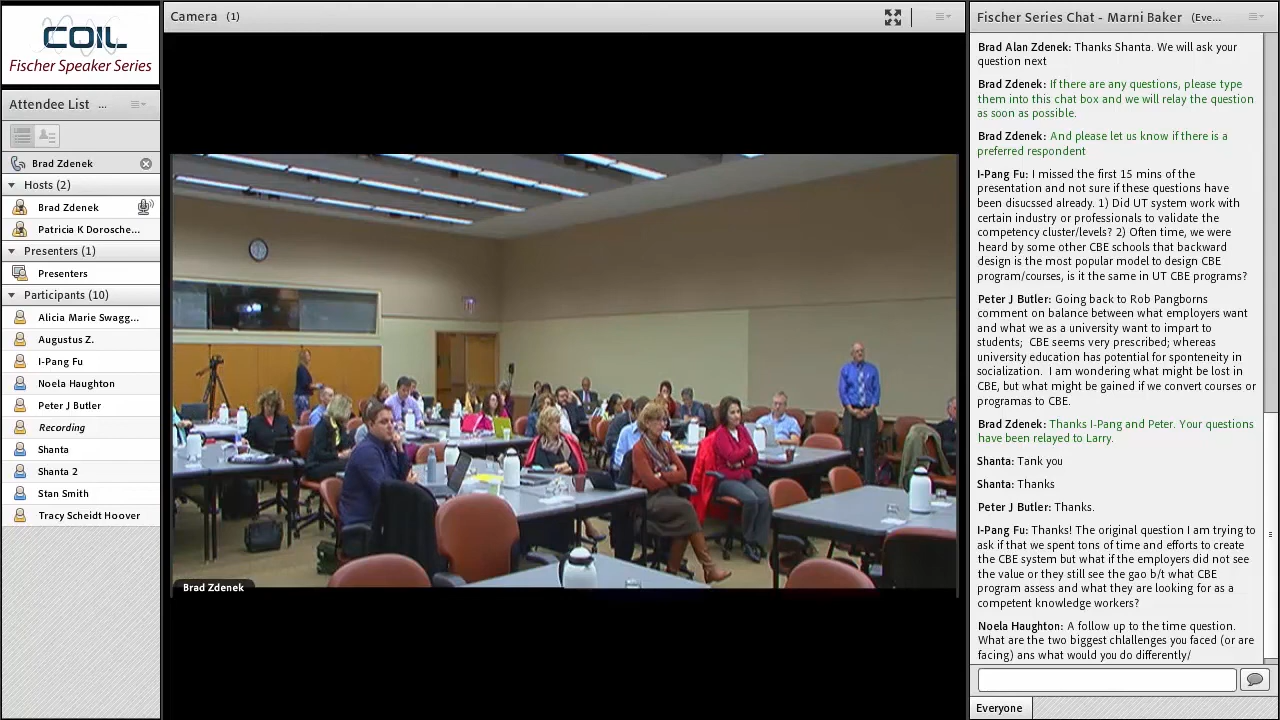 COIL
Fischer Speaker Series
Attendee List ...
Brad Zdenek
Hosts (2)
Brad Zdenek
Patricia K Dorosche...
Presenters (1)
Presenters
Participants (10)
Alicia Marie Swagg...
Augustus Z.
I-Pang Fu
Noela Haughton
Peter J Butler
Recording
Shanta
Shanta 2
Stan Smith
Tracy Scheidt Hoover
Camera (1)
Brad Zdenek
Fischer Series Chat - Marni Baker (Eve...
Brad Alan Zdenek: Thanks Shanta. We will ask your
question next
Brad Zdenek: If there are any questions, please type
them into this chat box and we will relay the question
as soon as possible.
Brad Zdenek: And please let us know if there is a
preferred respondent
I-Pang Fu: I missed the first 15 mins of the
presentation and not sure if these questions have
been disucssed already. 1) Did UT system work with
certain industry or professionals to validate the
competency cluster/levels? 2) Often time, we were
heard by some other CBE schools that backward
design is the most popular model to design CBE
program/courses, is it the same in UT CBE programs?
Peter J Butler: Going back to Rob Pangborns
comment on balance between what employers want
and what we as a university want to impart to
students;  CBE seems very prescribed; whereas
university education has potential for sponteneity in
socialization.  I am wondering what might be lost in
CBE, but what might be gained if we convert courses or
programas to CBE.
Brad Zdenek: Thanks I-Pang and Peter. Your questions
have been relayed to Larry.
Shanta: Tank you
Shanta: Thanks
Peter J Butler: Thanks.
I-Pang Fu: Thanks! The original question I am trying to
ask if that we spent tons of time and efforts to create
the CBE system but what if the employers did not see
the value or they still see the gao b/t what CBE
program assess and what they are looking for as a
competent knowledge workers?
Noela Haughton: A follow up to the time question.
What are the two biggest chlallenges you faced (or are
facing) ans what would you do differently/
Everyone